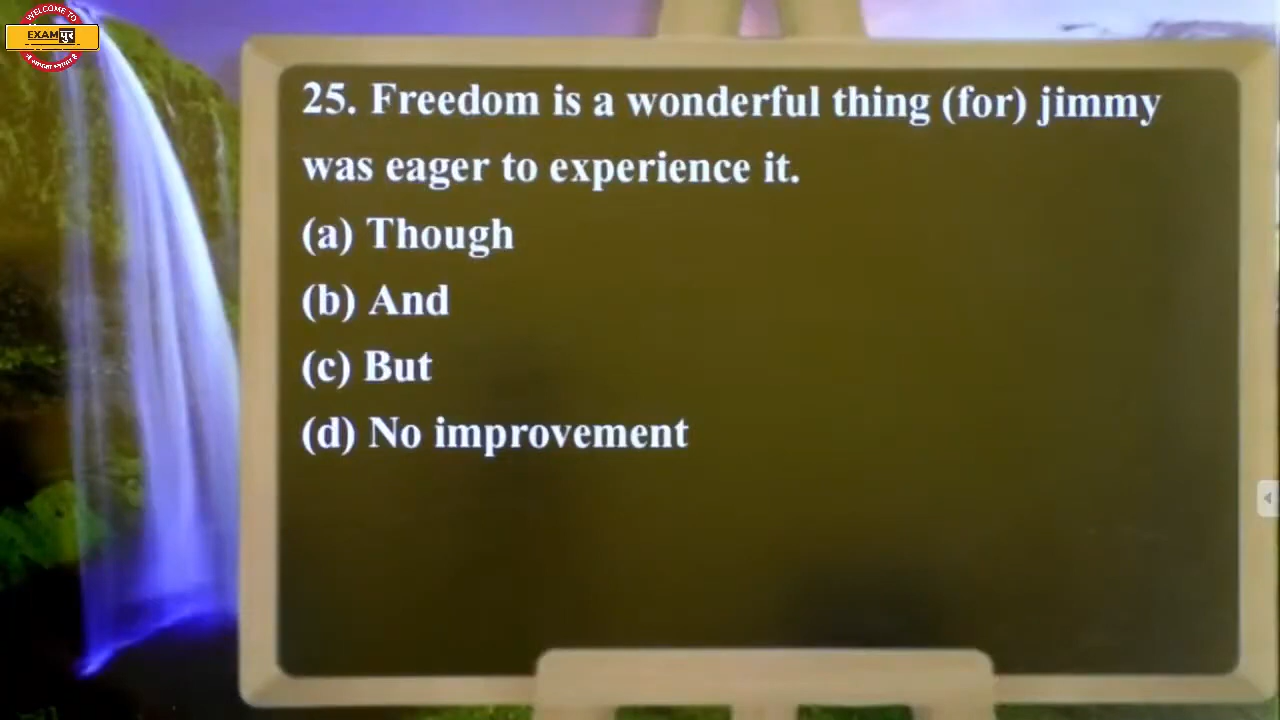 WELCOME TO
EXAMपुर
25. Freedom is a wonderful thing (for) jimmy
was eager to experience it.
(a) Though
(b) And
(c) But
(d) No improvement